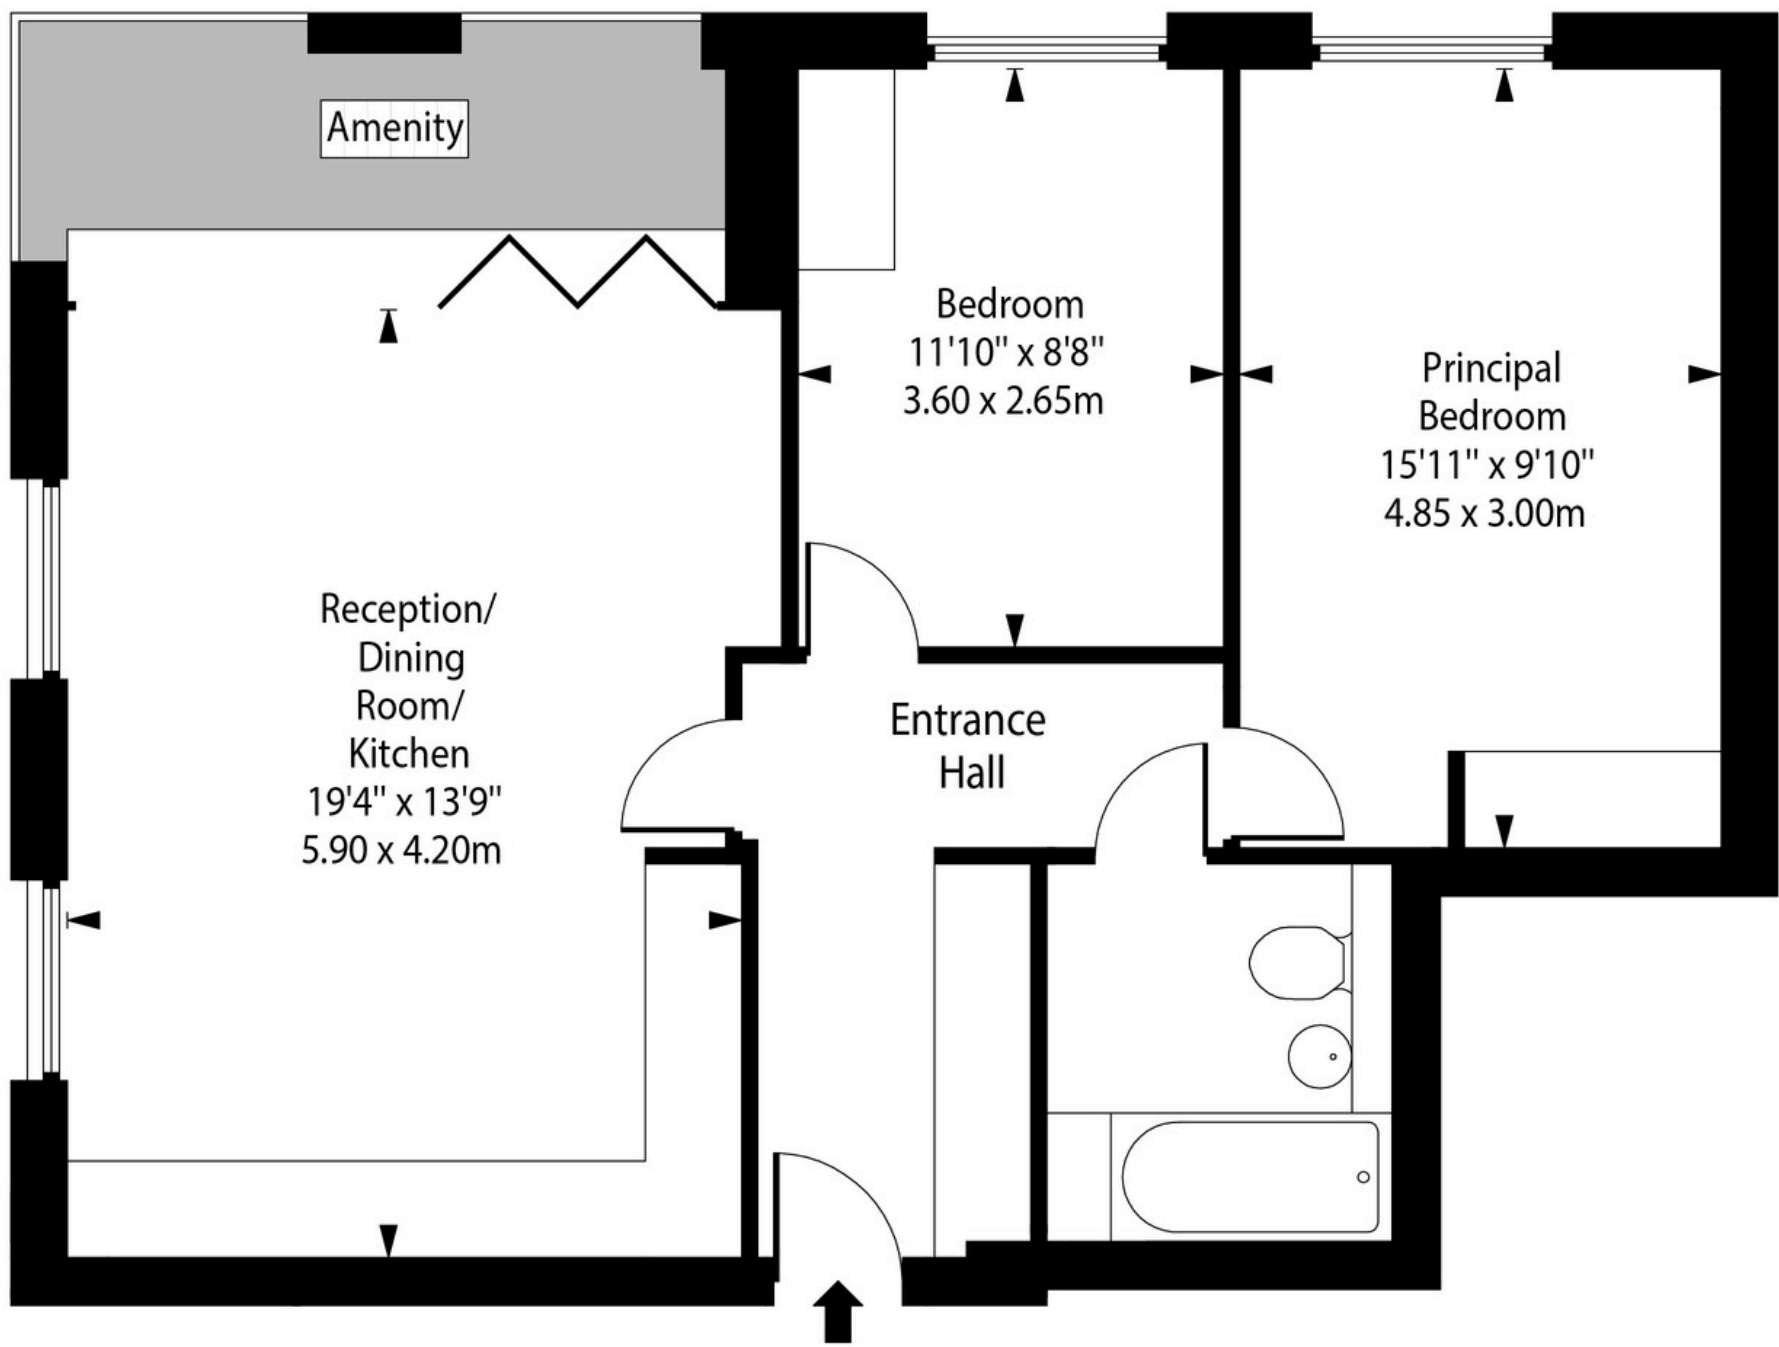 Amenity
Bedroom
11'10" x 8'8"
3.60 x 2.65m
Principal
Bedroom
15'11" x 9'10"
4.85 x 3.00m
Reception/
Dining
Room/
Kitchen
19'4" x 13'9"
5.90 x 4.20m
Entrance
Hall